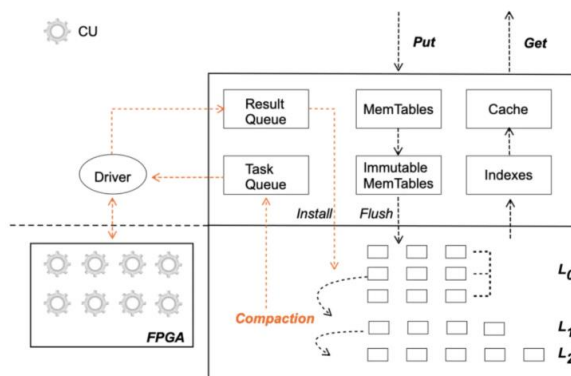 CU
Put
Get
Result
Queue
MemTables
Cache
Driver
Task
Queue
Immutable
MemTables
Indexes
Install
Flush
FPGA
Compaction
L0
L1
L2